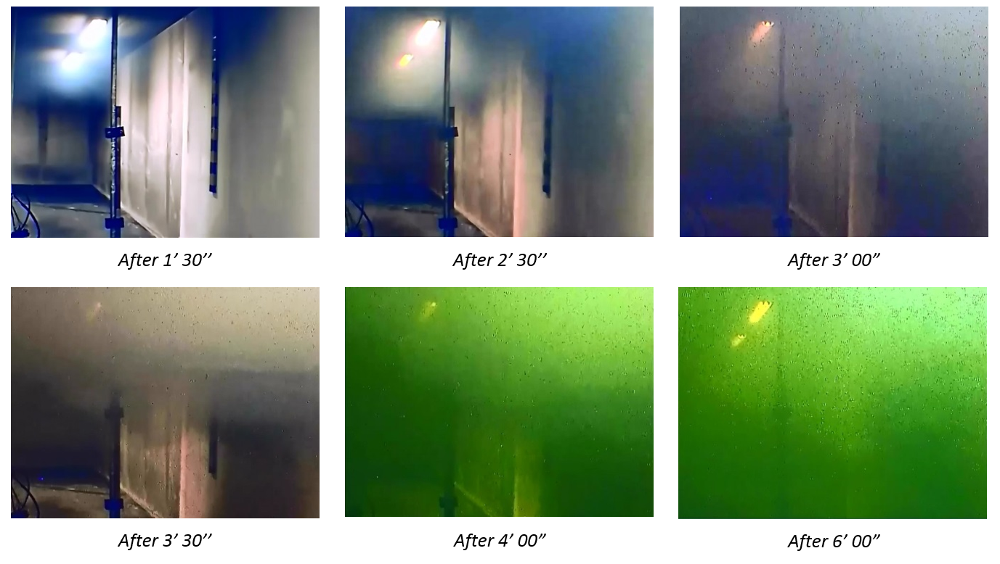 After 1’ 30’’
After 2’ 30’’
After 3’ 00”
After 3’ 30’’
After 4’ 00”
After 6’ 00”